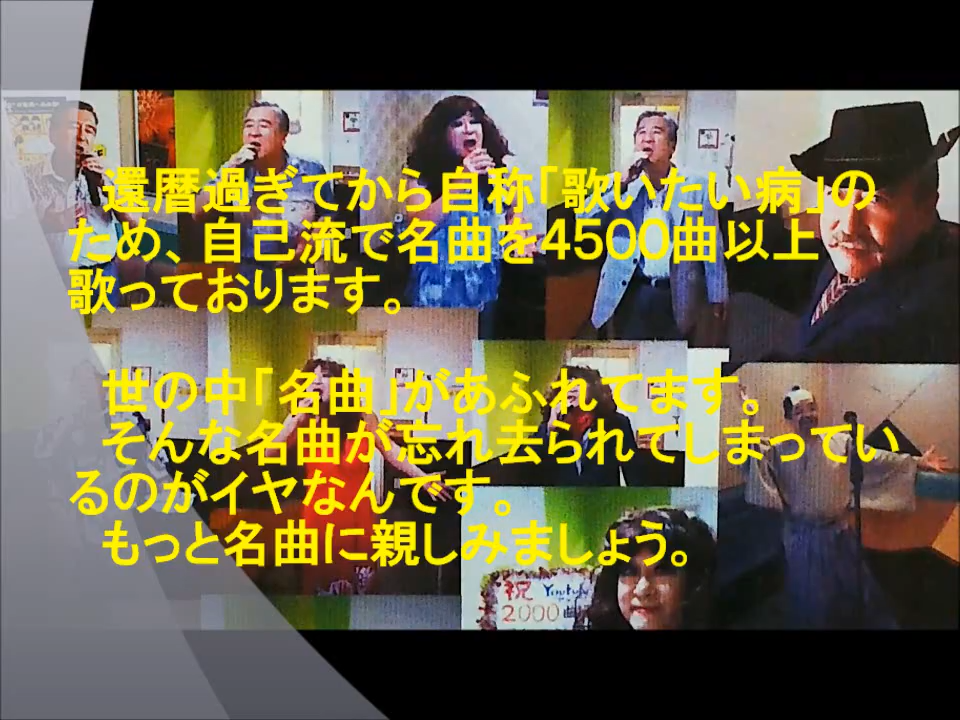 還暦過ぎてから自称「歌いたい病」の
ため、自己流で名曲を4500曲以上
歌っております。
世の中「名曲」があふれてます。
そんな名曲が忘れ去られてしまってい
るのがイヤなんです。
もっと名曲に親しみましょう。
祝 YouTube
2000曲